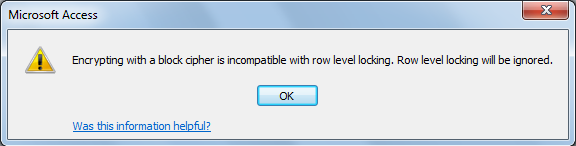 Microsoft Access
Encrypting with a block cipher is incompatible with row level locking. Row level locking will be ignored.
OK
Was this information helpful?